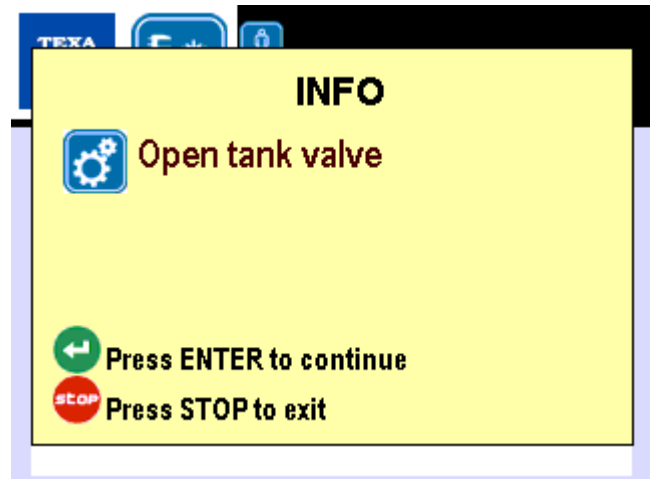 TEXA
INFO
Open tank valve
Press ENTER to continue
stop
Press STOP to exit